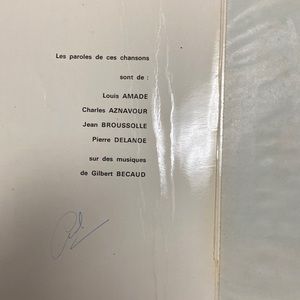 Les paroles de ces chansons
sont de :
Louis AMADE
Charles AZNAVOUR
Jean BROUSSOLLE
Pierre DELANOE
sur des musiques
de Gilbert BECAUD